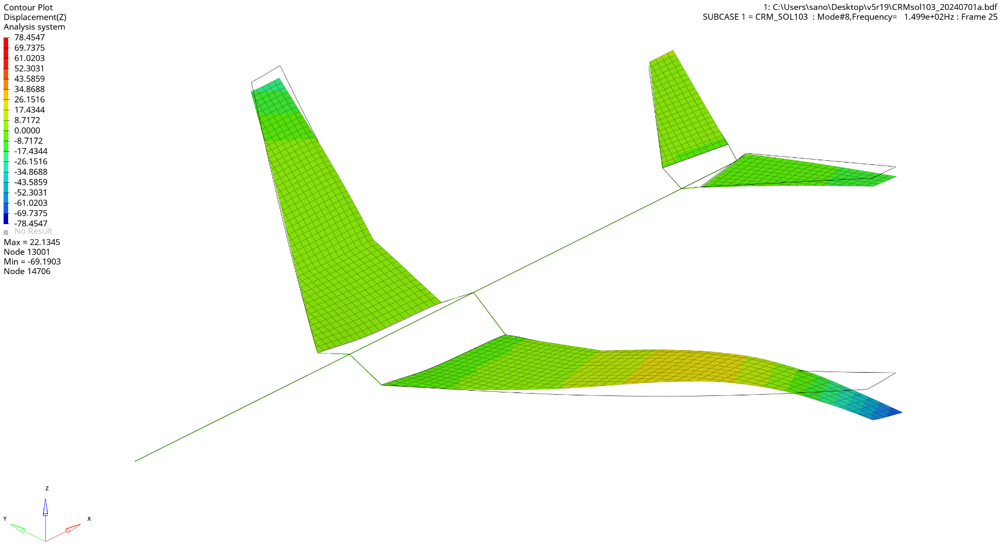 Contour Plot
Displacement(Z)
Analysis system
78.4547
69.7375
61.0203
52.3031
43.5859
34.8688
26.1516
17.4344
8.7172
0.0000
-8.7172
-17.4344
-26.1516
-34.8688
-43.5859
-52.3031
-61.0203
-69.7375
-78.4547
No Result
Max = 22.1345
Node 13001
Min = -69.1903
Node 14706
1: C:\Users\sano\Desktop\v5r19\CRMsol103_20240701a.bdf
SUBCASE 1 = CRM_SOL103 : Mode#8,Frequency= 1.499e+02Hz : Frame 25
Z
Y
X